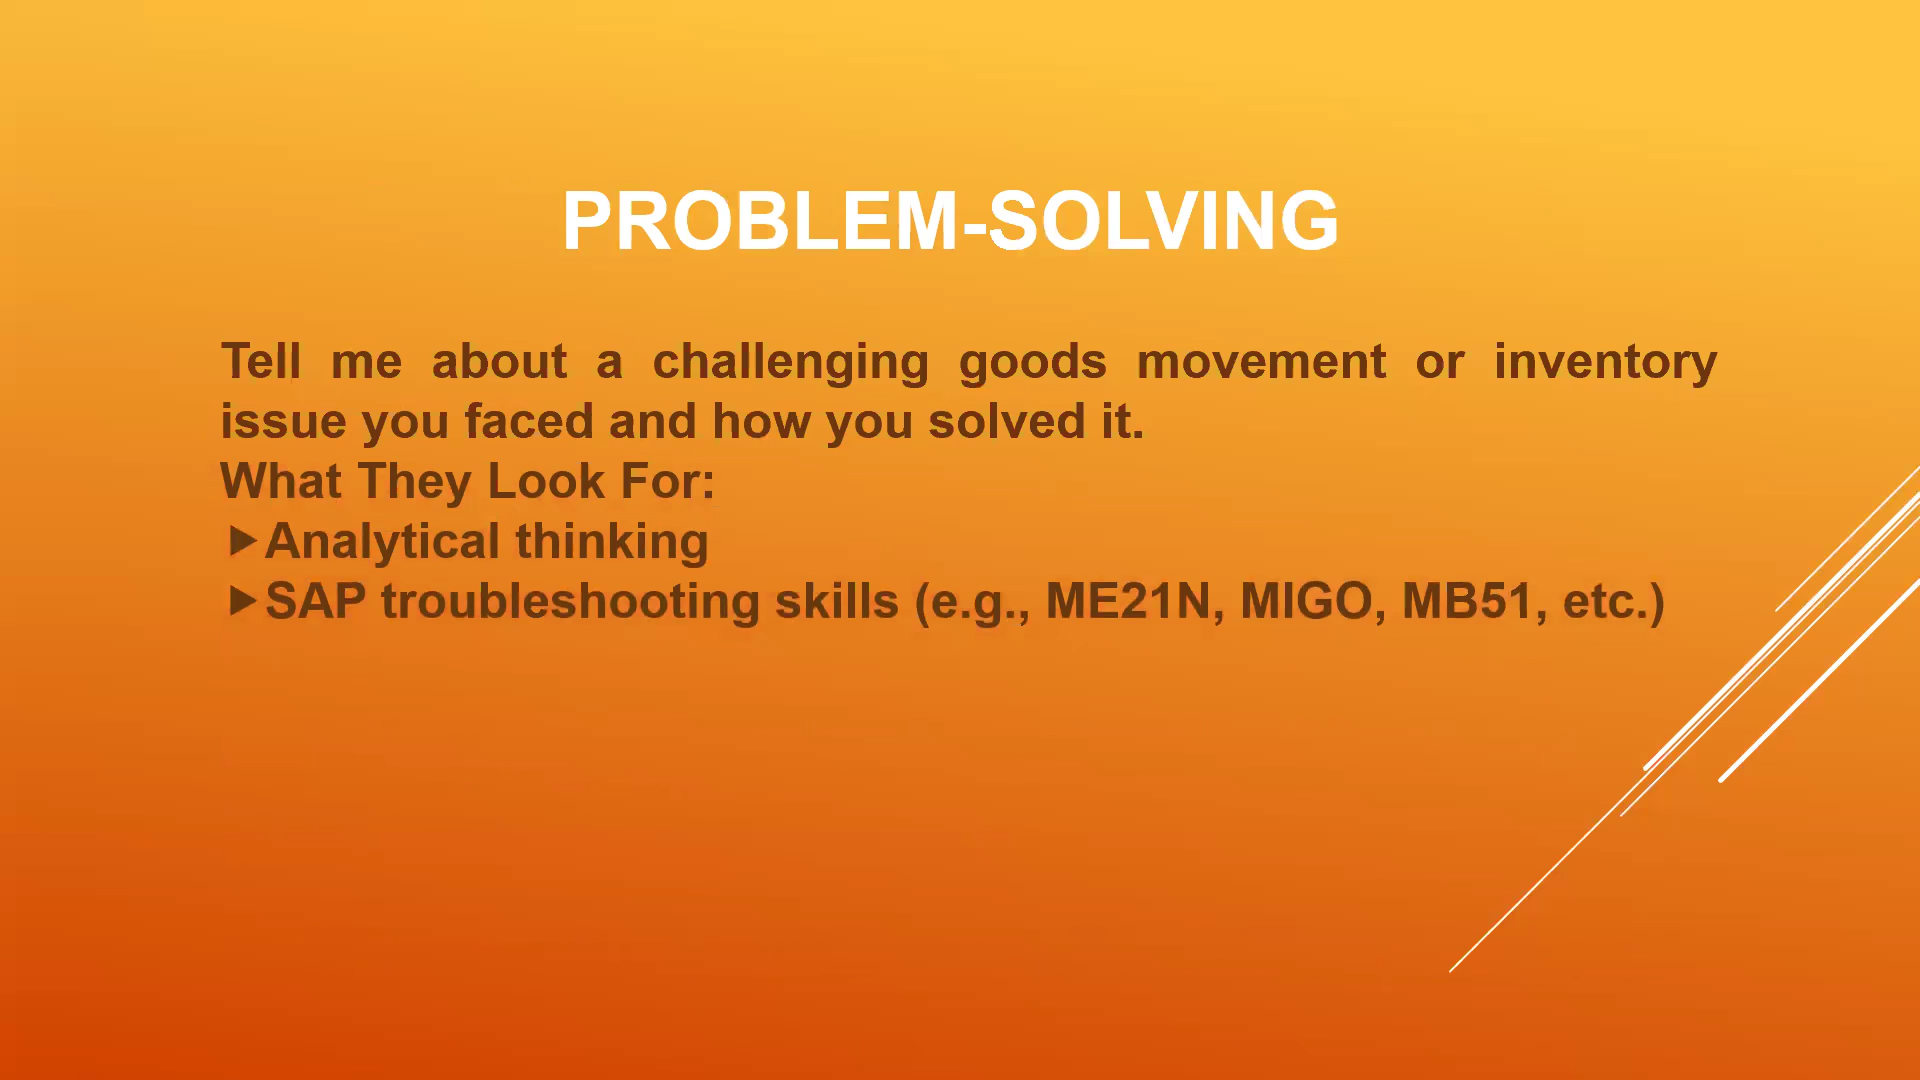 PROBLEM-SOLVING
Tell me about a challenging goods movement or inventory
issue you faced and how you solved it.
What They Look For:
▶Analytical thinking
▶SAP troubleshooting skills (e.g., ME21N, MIGO, MB51, etc.)